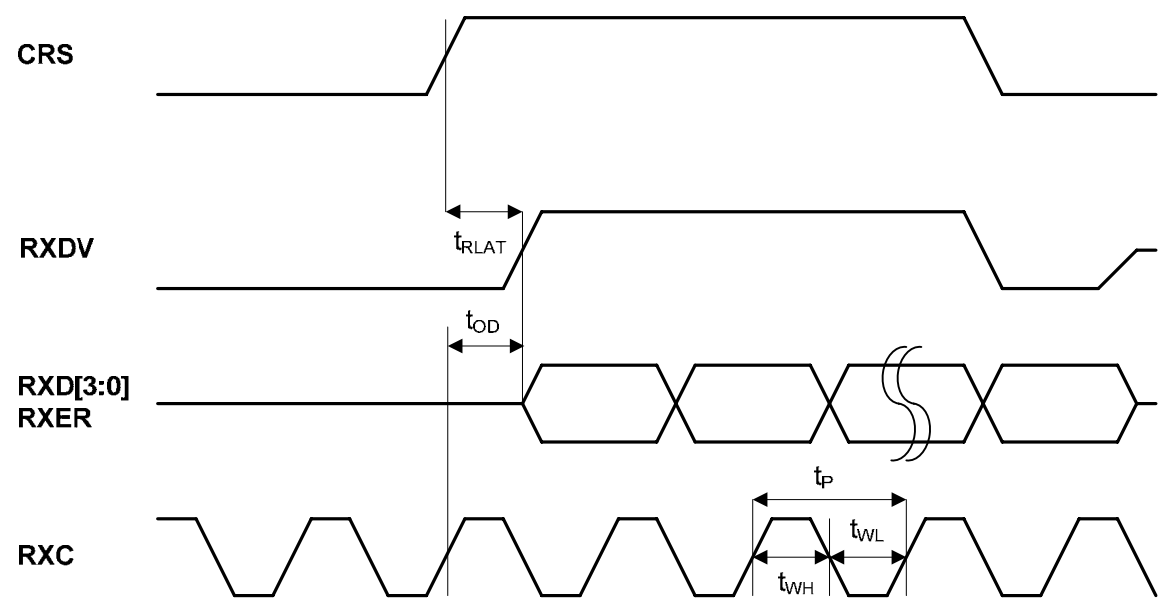 CRS
RXDV
tRLAT
tOD
RXD[3:0]
RXER
tP
RXC
tWH
tWL